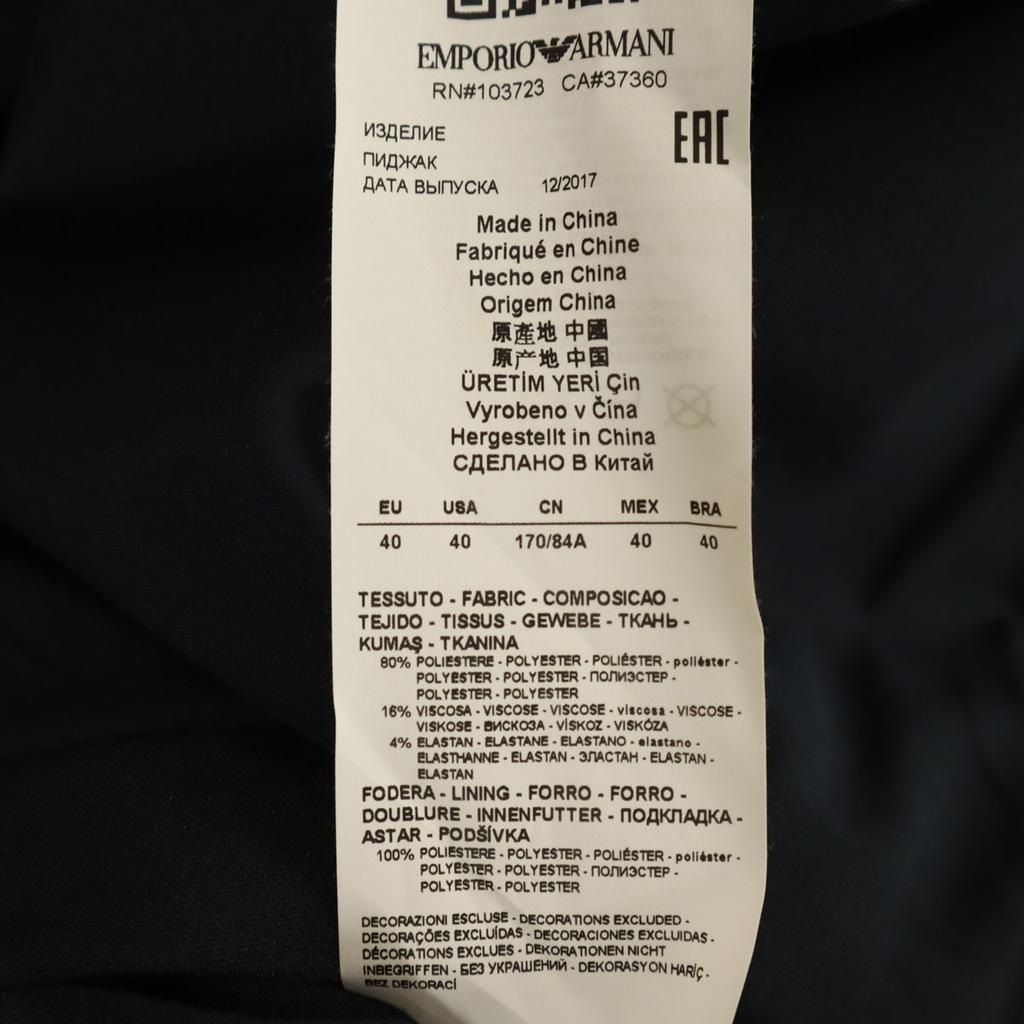 EMPORIO ARMANI
RN#103723 CA#37360
EAC
ИЗДЕЛИЕ
ПИДЖАК
ДАТА ВЫПУСКА 12/2017
Made in China
Fabriqué en Chine
Hecho en China
Origem China
原產地 中國
原产地 中国
ÜRETİM YERİ Çin
Vyrobeno v Čína
Hergestellt in China
СДЕЛАНО В Китай
EU USA CN MEX BRA
40 40 170/84A 40 40
TESSUTO - FABRIC - COMPOSICAO -
TEJIDO - TISSUS - GEWEBE - ТКАНЬ -
KUMAŞ - TKANINA
80% POLIESTERE - POLYESTER - POLIÉSTER - poliéster -
POLYESTER - POLYESTER - ПОЛИЭСТЕР -
POLYESTER - POLYESTER
16% VISCOSA - VISCOSE - VISCOSE - viscosa - VISCOSE -
VISKOSE - ВИСКОЗА - VİSKOZ - VISKÓZA
4% ELASTAN - ELASTANE - ELASTANO - elastano -
ELASTHANNE - ELASTAN - ЭЛАСТАН - ELASTAN -
ELASTAN
FODERA - LINING - FORRO - FORRO -
DOUBLURE - INNENFUTTER - ПОДКЛАДКА -
ASTAR - PODŠÍVKA
100% POLIESTERE - POLYESTER - POLIÉSTER - poliéster -
POLYESTER - POLYESTER - ПОЛИЭСТЕР -
POLYESTER - POLYESTER
DECORAZIONI ESCLUSE - DECORATIONS EXCLUDED -
DECORAÇÕES EXCLUÍDAS - DECORACIONES EXCLUIDAS -
DÉCORATIONS EXCLUES - DEKORATIONEN NICHT
INBEGRIFFEN - БЕЗ УКРАШЕНИЙ - DEKORASYON HARİÇ -
BEZ DEKORACÍ